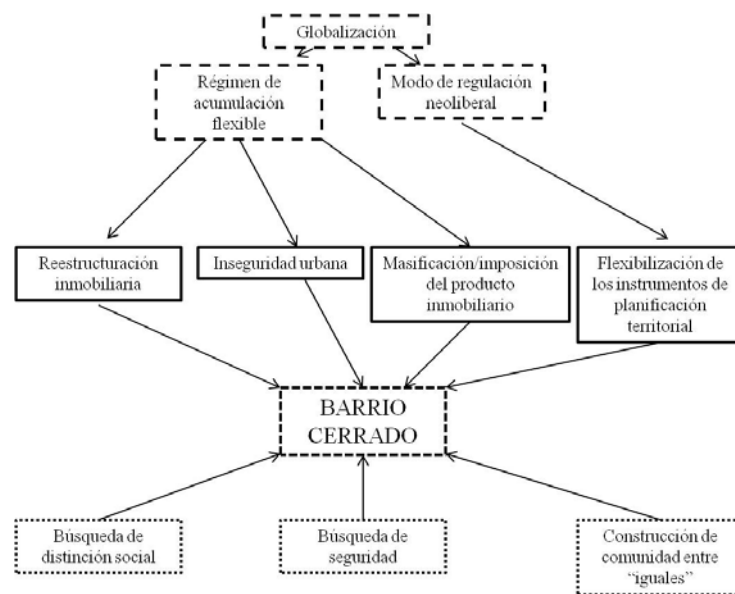 Globalización
Régimen de
acumulación
flexible
Modo de regulación
neoliberal
Reestructuración
inmobiliaria
Inseguridad urbana
Masificación/imposición
del producto
inmobiliario
Flexibilización de
los instrumentos de
planificación
territorial
BARRIO
CERRADO
Búsqueda de
distinción social
Búsqueda de
seguridad
Construcción de
comunidad entre
“iguales”